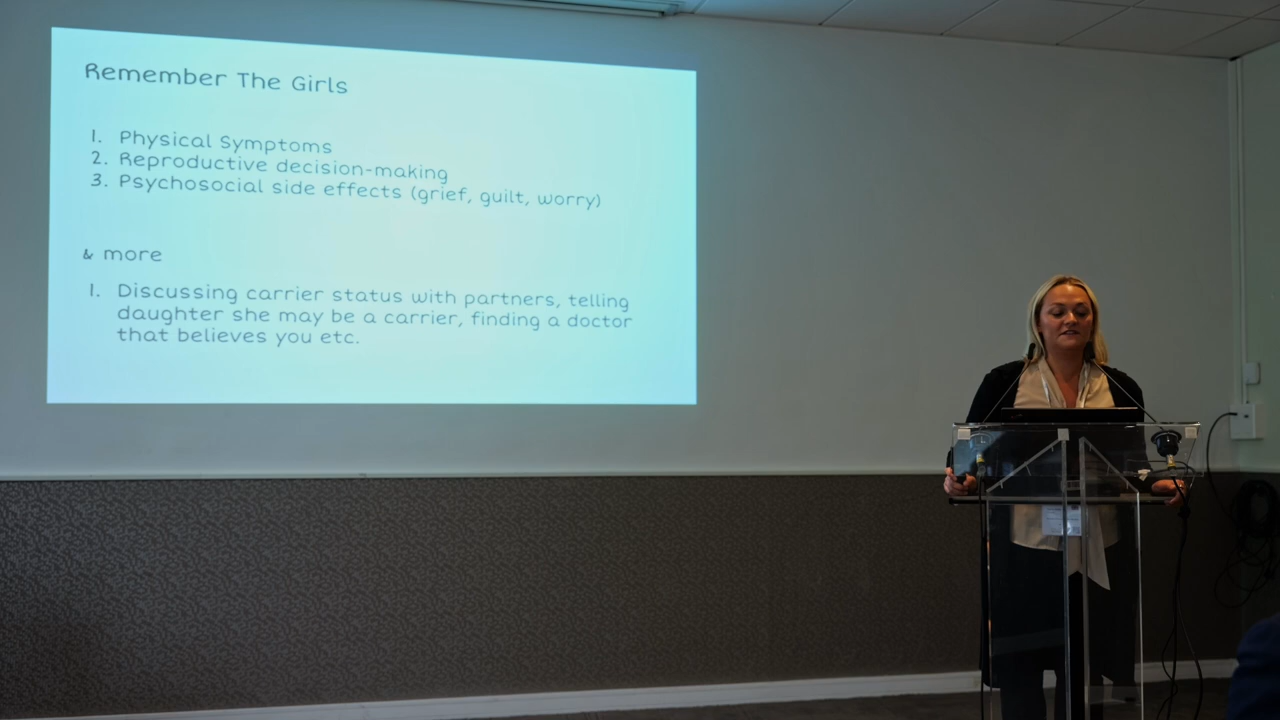 Remember The Girls
1. Physical Symptoms
2. Reproductive decision-making
3. Psychosocial side effects (grief, guilt, worry)
& more
1. Discussing carrier status with partners, telling
daughter she may be a carrier, finding a doctor
that believes you etc.